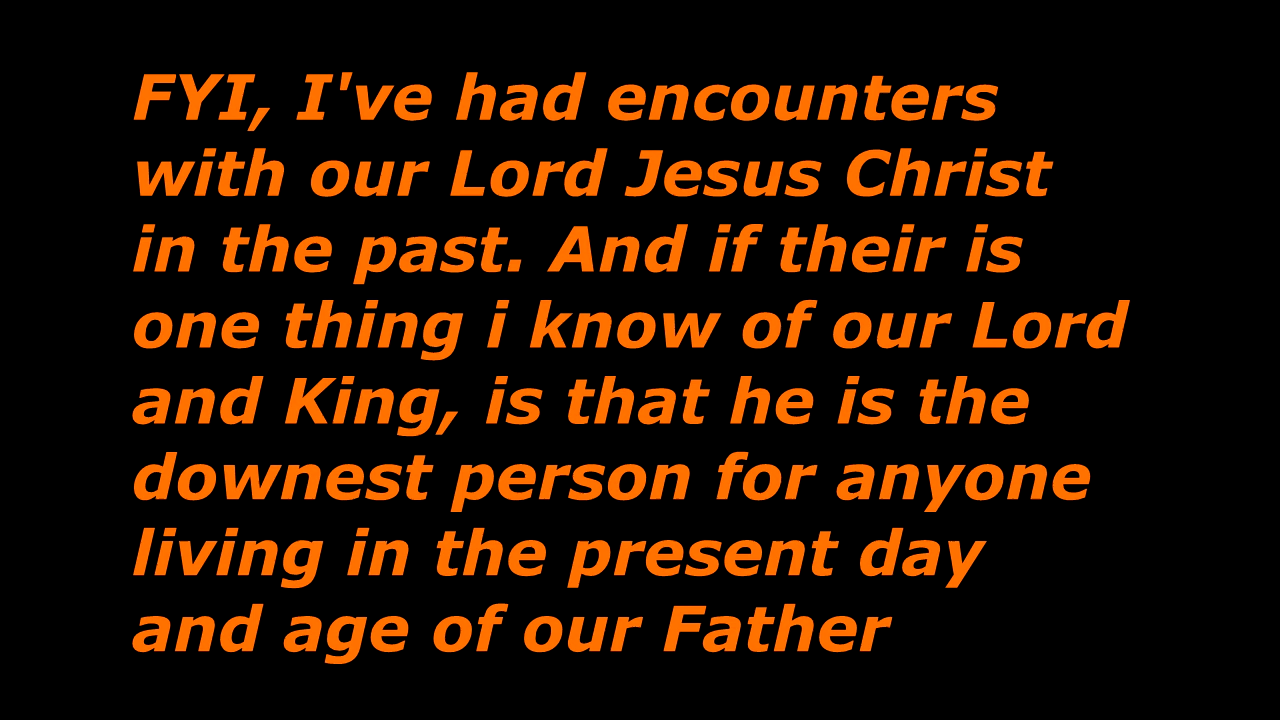 FYI, I've had encounters
with our Lord Jesus Christ
in the past. And if their is
one thing i know of our Lord
and King, is that he is the
downest person for anyone
living in the present day
and age of our Father